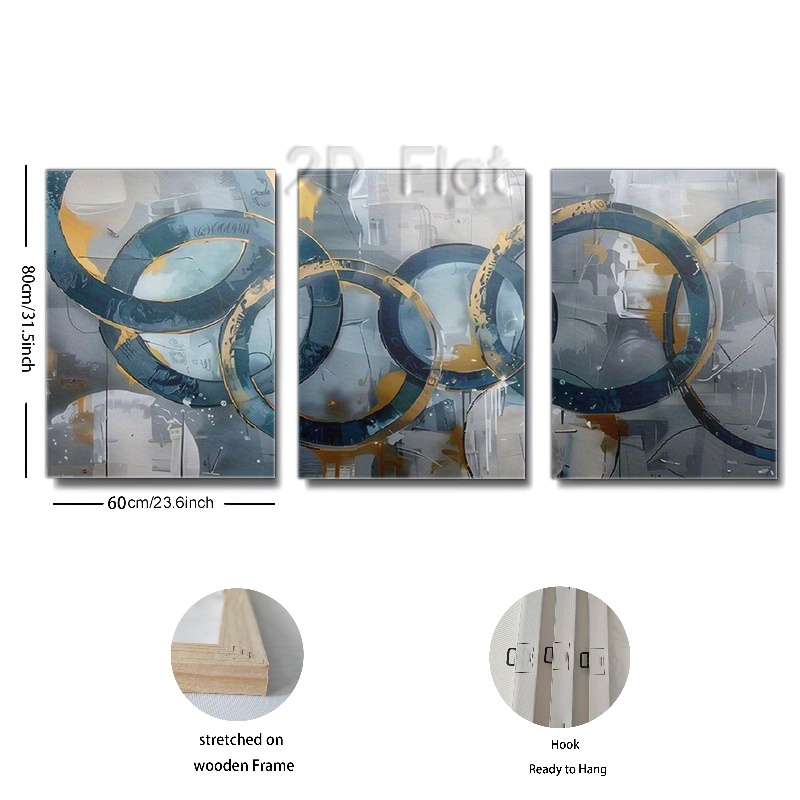 2D Flat
80cm/31.5inch
60cm/23.6inch
stretched on
wooden Frame
Hook
Ready to Hang